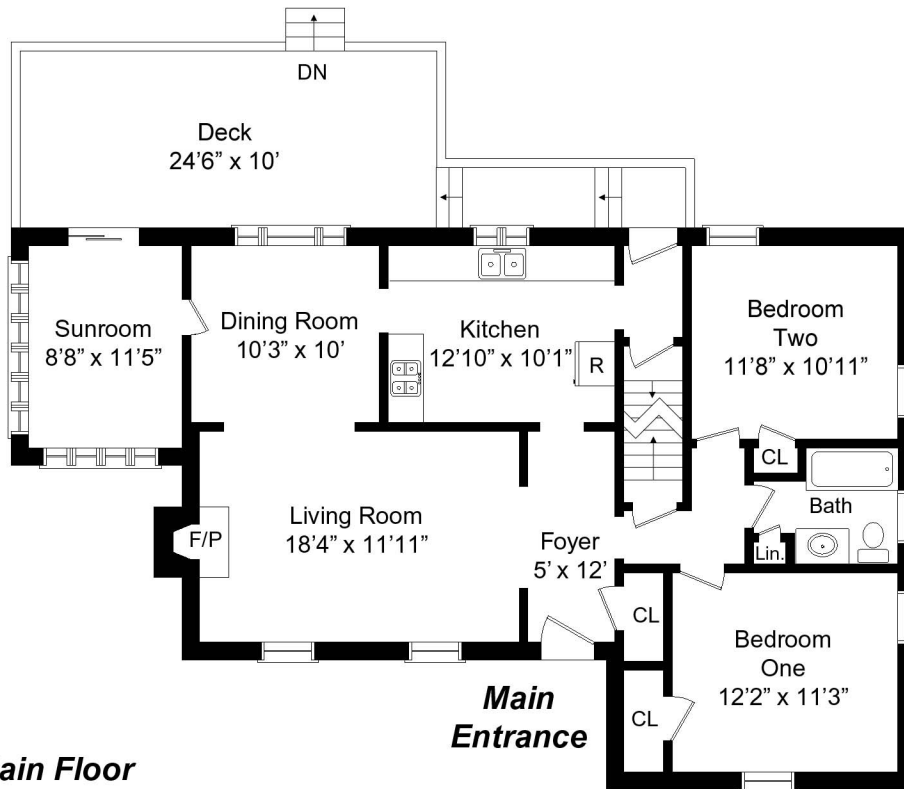 DN
Deck
24’6” x 10’
Sunroom
8’8” x 11’5”
Dining Room
10’3” x 10’
Kitchen
12’10” x 10’1”
R
Bedroom
Two
11’8” x 10’11”
CL
Bath
Lin.
F/P
Living Room
18’4” x 11’11”
Foyer
5’ x 12’
CL
CL
Bedroom
One
12’2” x 11’3”
Main
Entrance
ain Floor